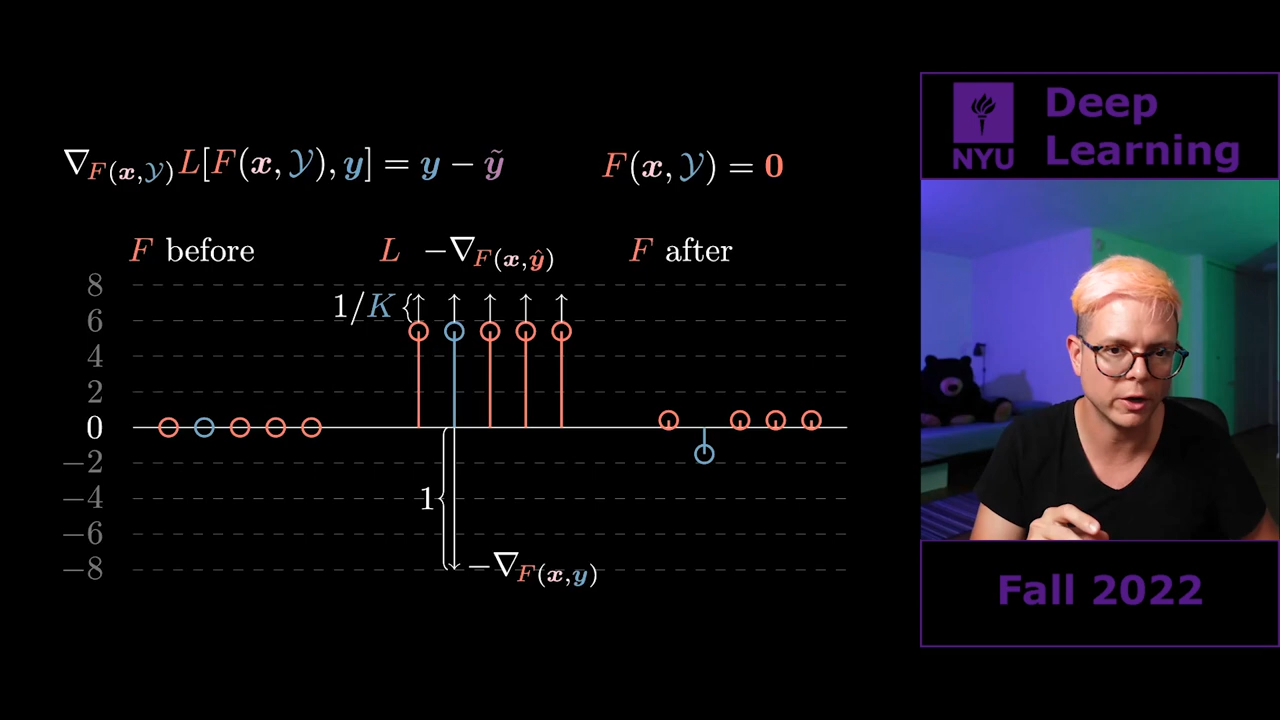 ∇F(x,𝒴)L[F(x,𝒴),y] = y − ỹ
F(x,𝒴) = 0
F before
L −∇F(x,ŷ)
F after
8
6
4
2
0
−2
−4
−6
−8
1/K
1
−∇F(x,y)
NYU
Deep
Learning
Fall 2022